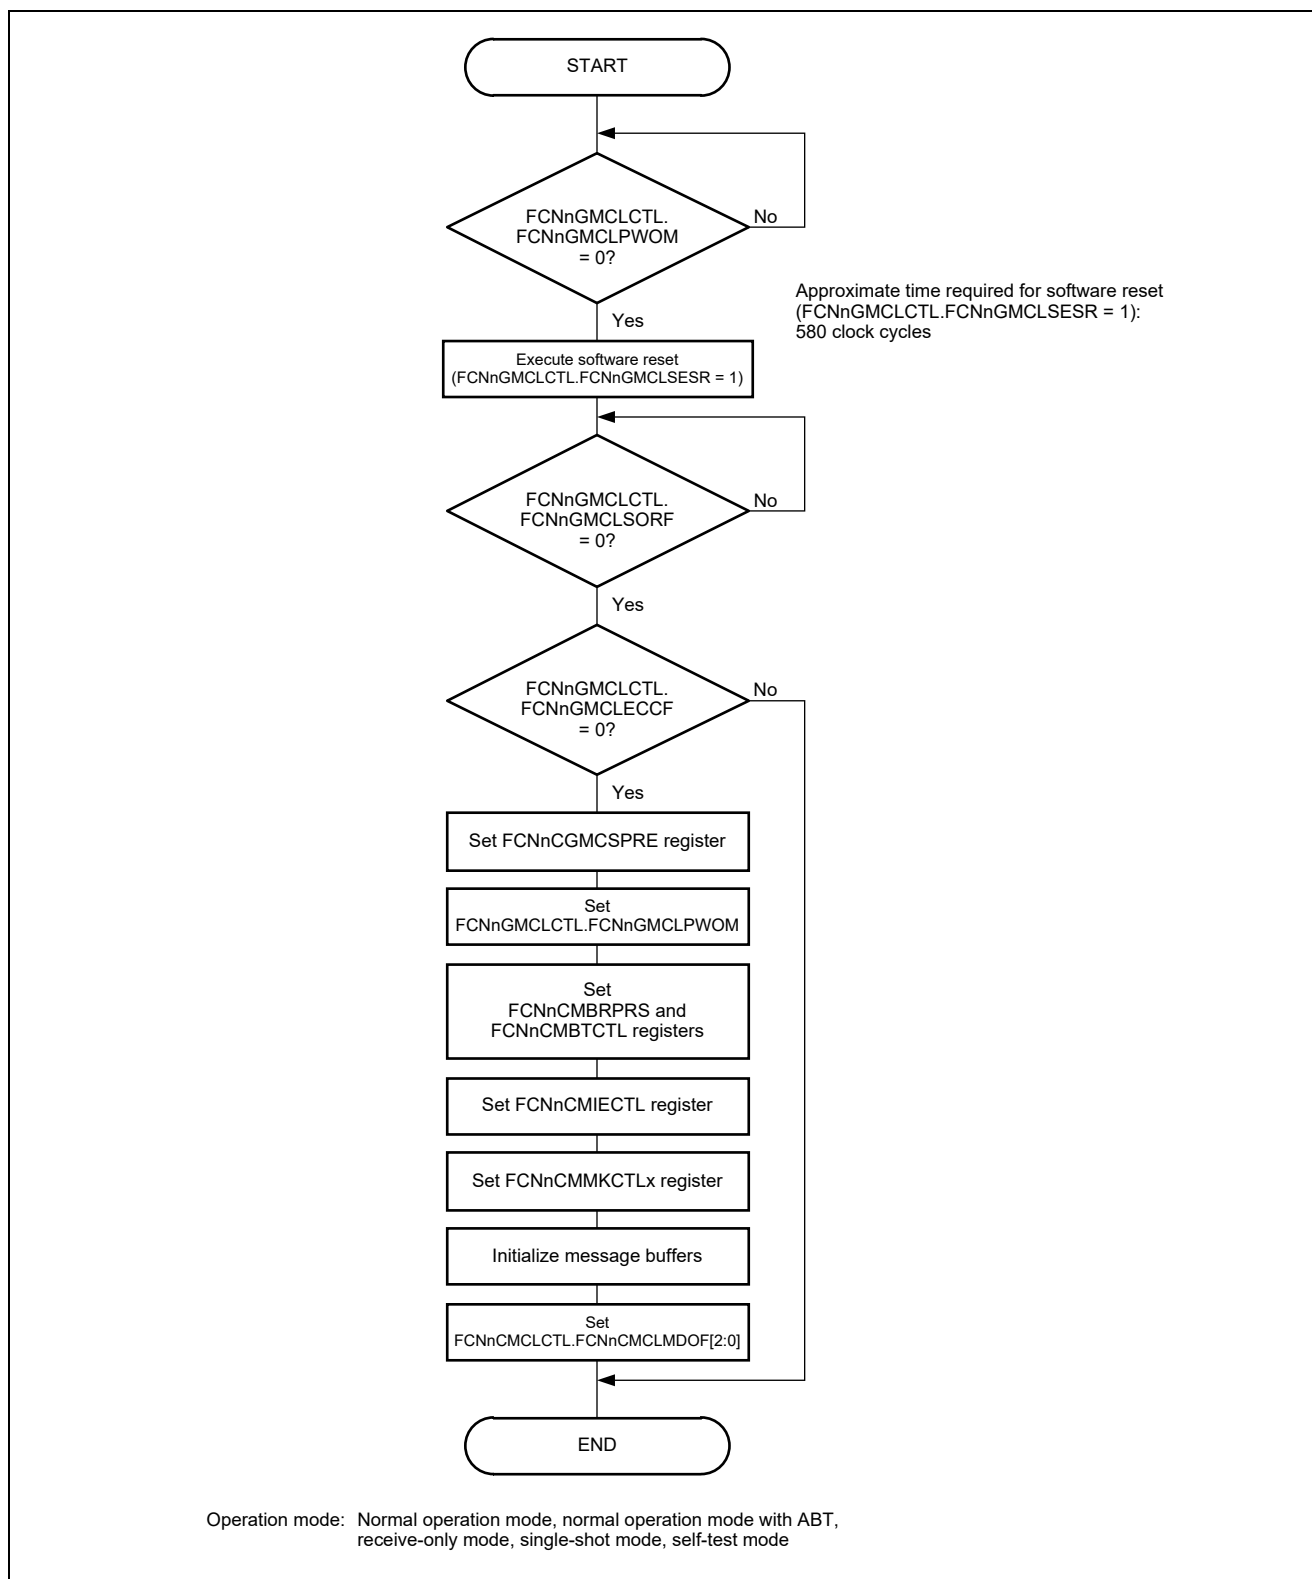 START
FCNnGMCLCTL.
FCNnGMCLPWOM
= 0?
No
Approximate time required for software reset
(FCNnGMCLCTL.FCNnGMCLSESR = 1):
580 clock cycles
Yes
Execute software reset
(FCNnGMCLCTL.FCNnGMCLSESR = 1)
FCNnGMCLCTL.
FCNnGMCLSORF
= 0?
No
Yes
FCNnGMCLCTL.
FCNnGMCLECCF
= 0?
No
Yes
Set FCNnCGMCSPRE register
Set
FCNnGMCLCTL.FCNnGMCLPWOM
Set
FCNnCMBRPRS and
FCNnCMBTCTL registers
Set FCNnCMIECTL register
Set FCNnCMMKCTLx register
Initialize message buffers
Set
FCNnCMCLCTL.FCNnCMCLMDOF[2:0]
END
Operation mode: Normal operation mode, normal operation mode with ABT,
receive-only mode, single-shot mode, self-test mode